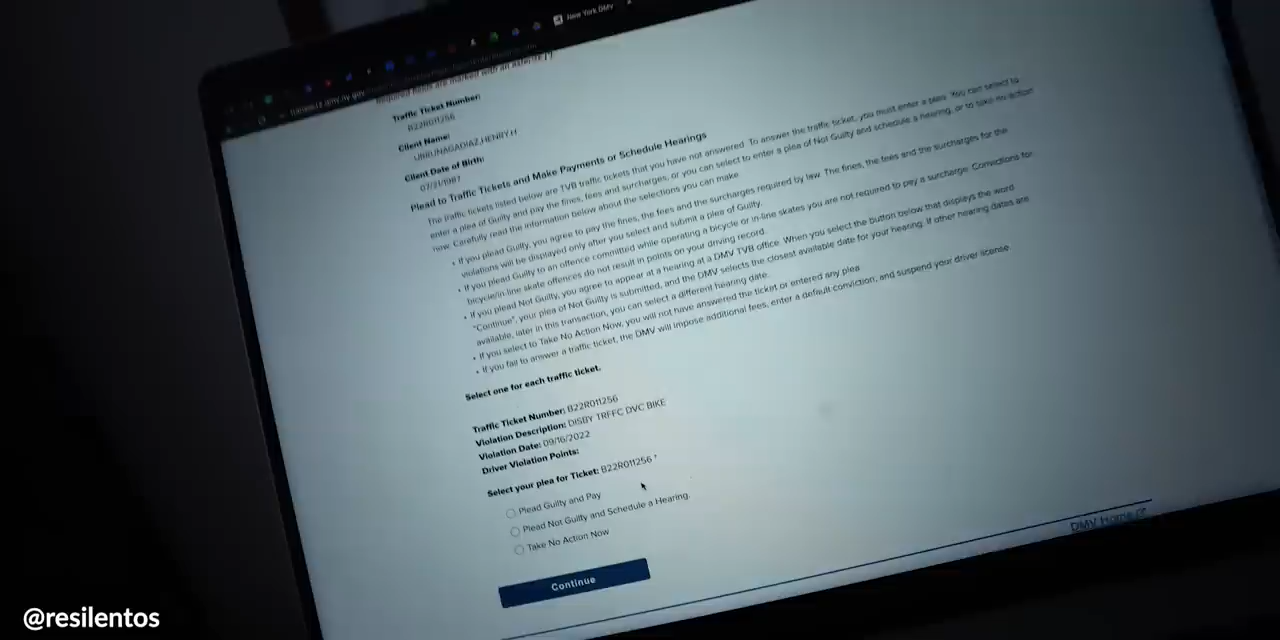 New York DMV
Required fields are marked with an asterisk [*]
Traffic Ticket Number:
B22R011256
Client Name:
Client Date of Birth:
07/21/1987
Plead to Traffic Tickets and Make Payments or Schedule Hearings
The traffic tickets listed below are TVB traffic tickets that you have not answered. To answer the traffic ticket, you must enter a plea. You can select to
enter a plea of Guilty and pay the fines, fees and surcharges, or you can select to enter a plea of Not Guilty and schedule a hearing, or to take no action
now. Carefully read the information below about the selections you can make.
• If you plead Guilty, you agree to pay the fines, the fees and the surcharges required by law. The fines, the fees and the surcharges for the
violations will be displayed only after you select and submit a plea of Guilty.
• If you plead Guilty to an offence committed while operating a bicycle or in-line skates you are not required to pay a surcharge. Convictions for
bicycle/in-line skate offences do not result in points on your driving record.
• If you plead Not Guilty, you agree to appear at a hearing at a DMV TVB office. When you select the button below that displays the word
"Continue", your plea of Not Guilty is submitted, and the DMV selects the closest available date for your hearing. If other hearing dates are
available, later in this transaction, you can select a different hearing date.
• If you select to Take No Action Now, you will not have answered the ticket or entered any plea.
• If you fail to answer a traffic ticket, the DMV will impose additional fees, enter a default conviction, and suspend your driver license.
Select one for each traffic ticket.
Traffic Ticket Number: B22R011256
Violation Description: DISBY TRFFC DVC BIKE
Violation Date: 09/16/2022
Driver Violation Points:
Select your plea for Ticket: B22R011256 *
Plead Guilty and Pay
Plead Not Guilty and Schedule a Hearing.
Take No Action Now
Continue
DMV Home
@resilentos